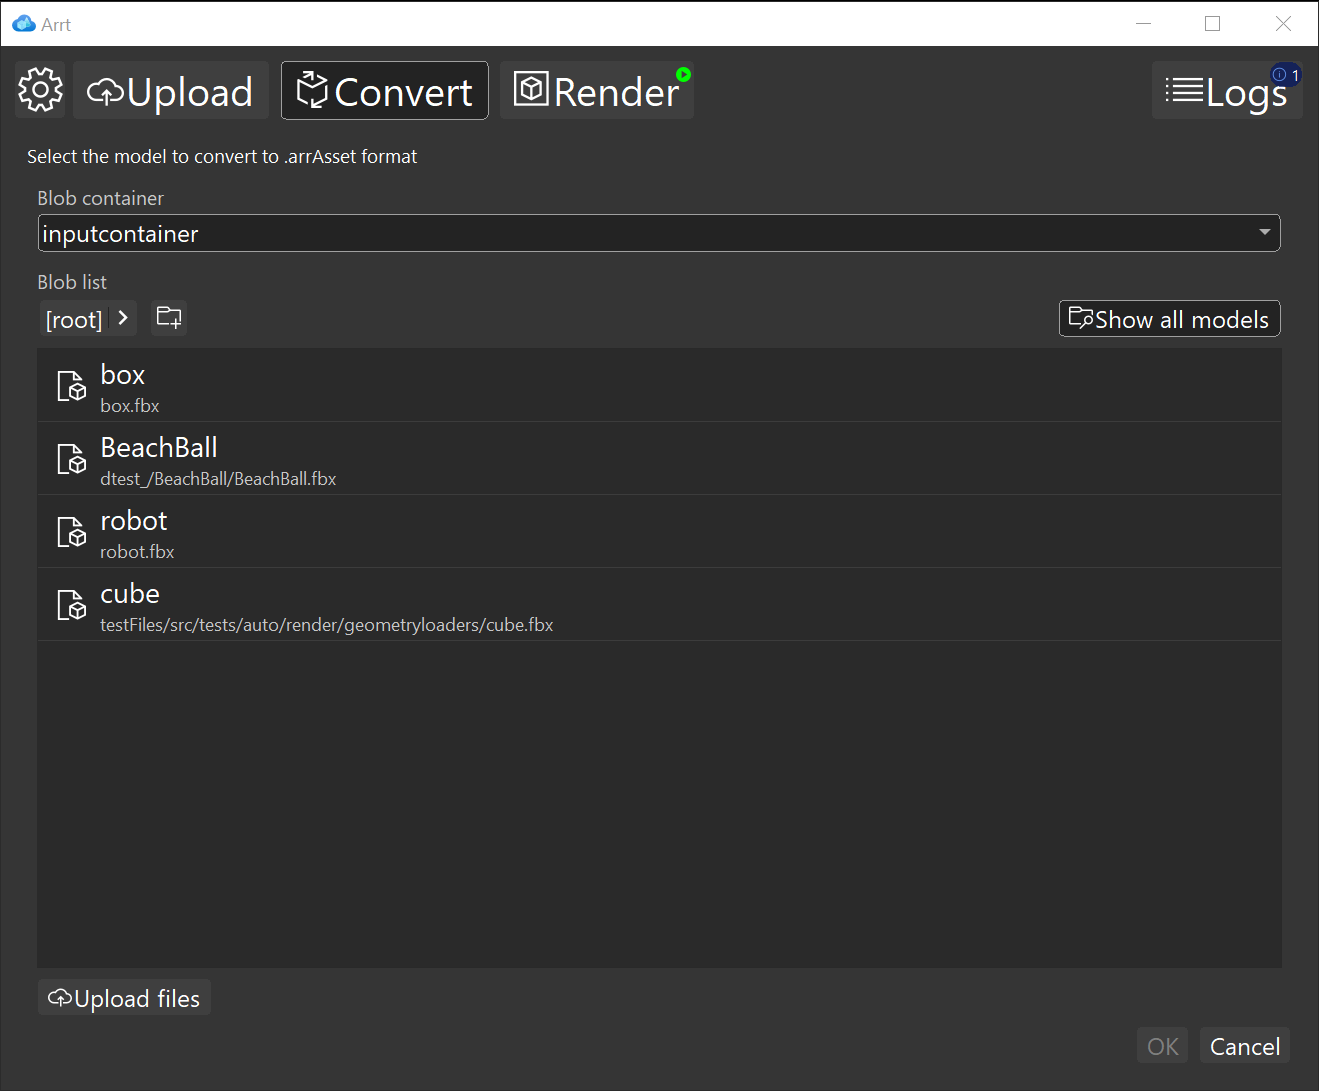 Arrt
Upload
Convert
Render
Logs
1
Select the model to convert to .arrAsset format
Blob container
inputcontainer
Blob list
[root]
Show all models
box
box.fbx
BeachBall
dtest_/BeachBall/BeachBall.fbx
robot
robot.fbx
cube
testFiles/src/tests/auto/render/geometryloaders/cube.fbx
Upload files
OK
Cancel